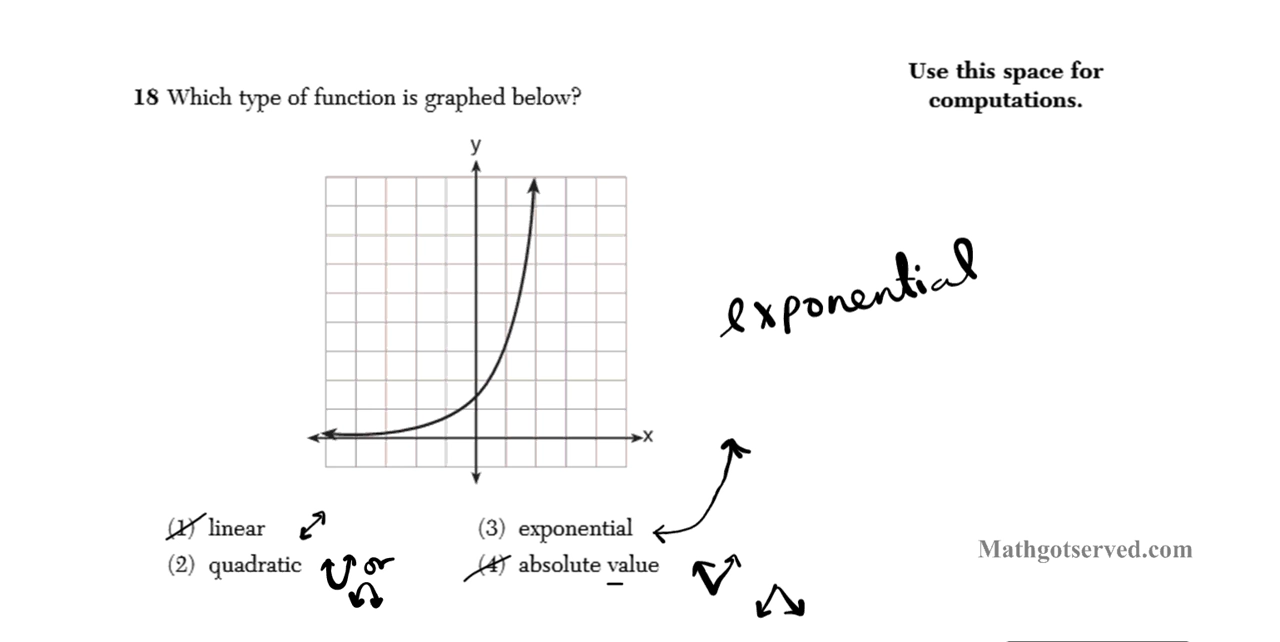 18 Which type of function is graphed below?
Use this space for
computations.
y
x
exponential
(1) linear
(2) quadratic or
(3) exponential
(4) absolute value
Mathgotserved.com